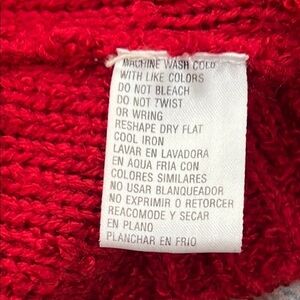 MACHINE WASH COLD
WITH LIKE COLORS
DO NOT BLEACH
DO NOT TWIST
OR WRING
RESHAPE DRY FLAT
COOL IRON
LAVAR EN LAVADORA
EN AQUA FRIA CON
COLORES SIMILARES
NO USAR BLANQUEADOR
NO EXPRIMIR O RETORCER
REACOMODE Y SECAR
EN PLANO
PLANCHAR EN FRIO